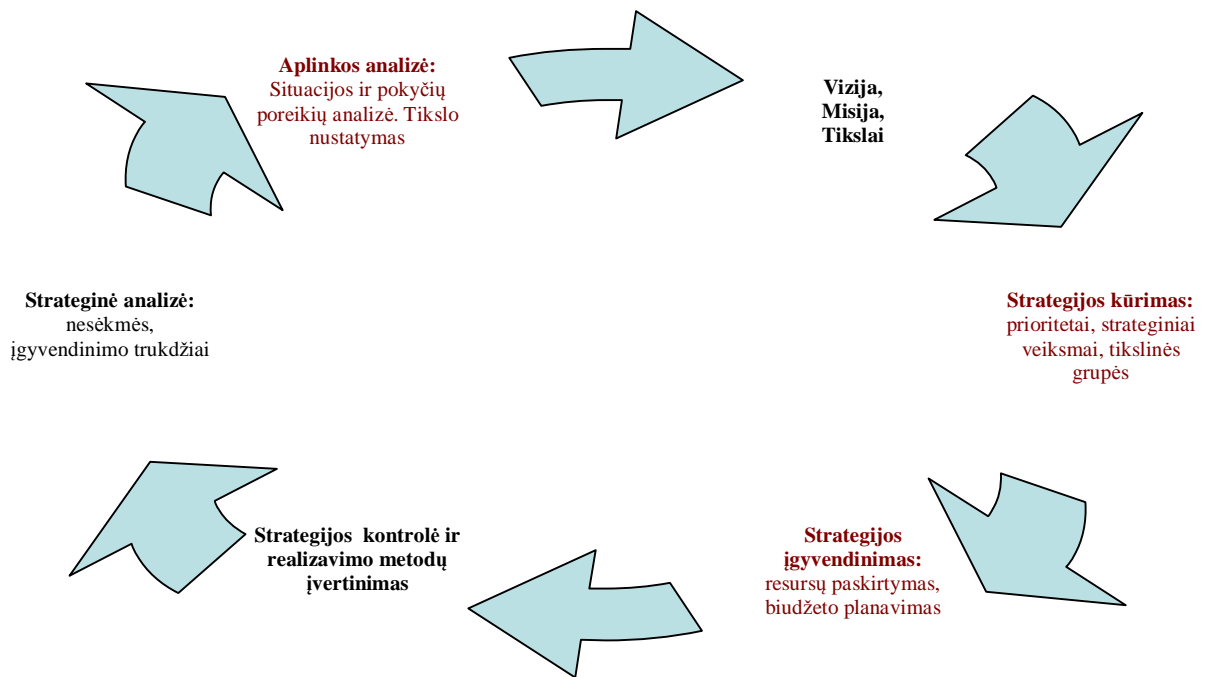 Aplinkos analizė:
Situacijos ir pokyčių
poreikių analizė. Tikslo
nustatymas
Vizija,
Misija,
Tikslai
Strategijos kūrimas:
prioritetai, strateginiai
veiksmai, tikslinės
grupės
Strategijos
įgyvendinimas:
resursų paskirtymas,
biudžeto planavimas
Strategijos kontrolė ir
realizavimo metodų
įvertinimas
Strateginė analizė:
nesėkmės,
įgyvendinimo trukdžiai